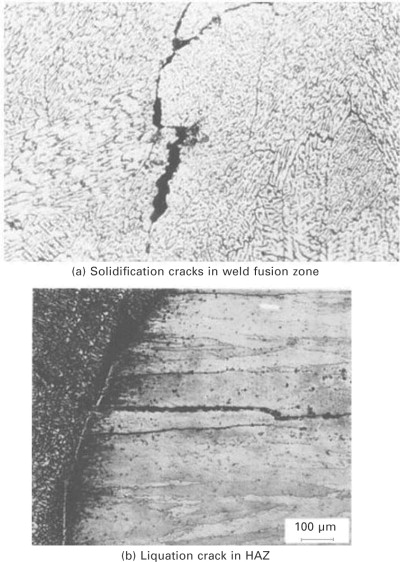 (a) Solidification cracks in weld fusion zone
100 μm
(b) Liquation crack in HAZ